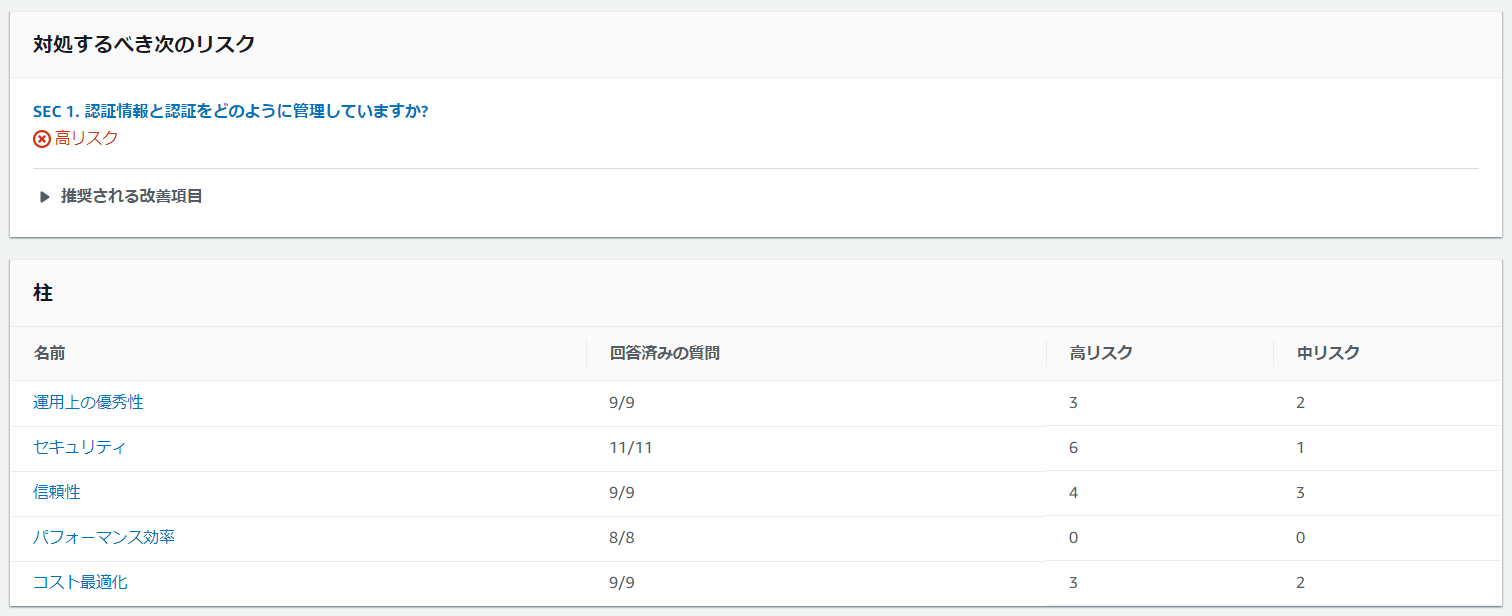 対処するべき次のリスク
SEC 1. 認証情報と認証をどのように管理していますか?
高リスク
推奨される改善項目
柱
名前 回答済みの質問 高リスク 中リスク
運用上の優秀性 9/9 3 2
セキュリティ 11/11 6 1
信頼性 9/9 4 3
パフォーマンス効率 8/8 0 0
コスト最適化 9/9 3 2